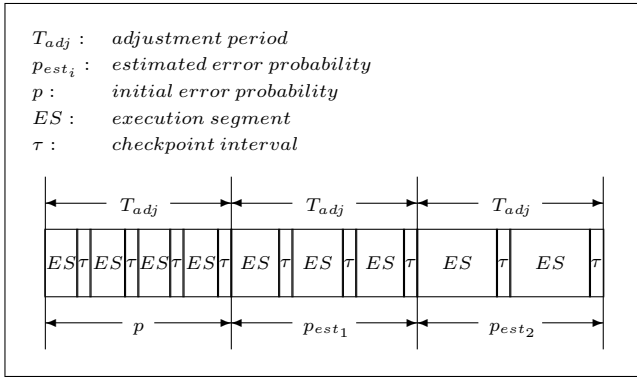 T_adj : adjustment period
p_est_i : estimated error probability
p : initial error probability
ES : execution segment
τ : checkpoint interval
T_adj T_adj T_adj
ES τ ES τ ES τ ES τ ES τ ES τ ES τ ES τ ES τ
p p_est_1 p_est_2